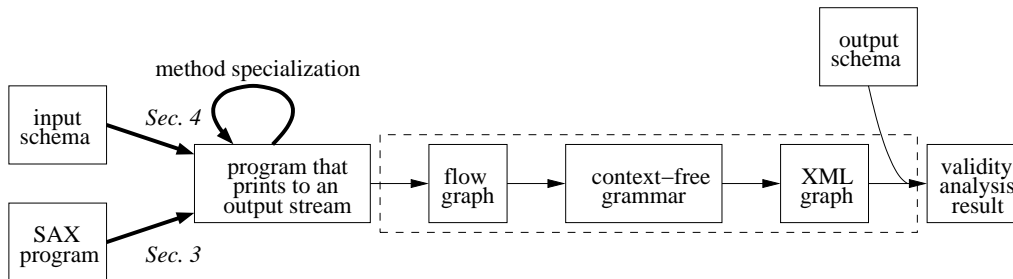 output
schema
method specialization
input
schema
Sec. 4
program that
prints to an
output stream
flow
graph
context−free
grammar
XML
graph
validity
analysis
result
SAX
program
Sec. 3